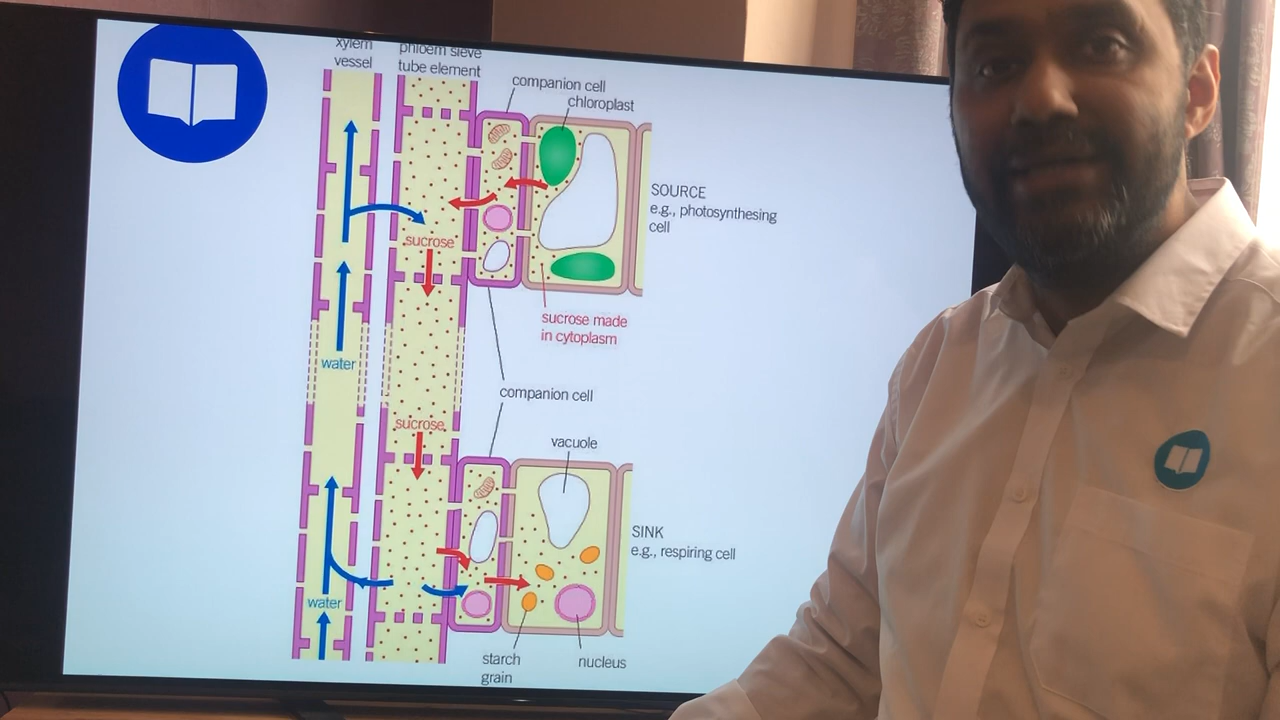 xylem
vessel
phloem sieve
tube element
companion cell
chloroplast
SOURCE
e.g., photosynthesing
cell
sucrose
sucrose made
in cytoplasm
water
companion cell
sucrose
vacuole
SINK
e.g., respiring cell
water
starch
grain
nucleus